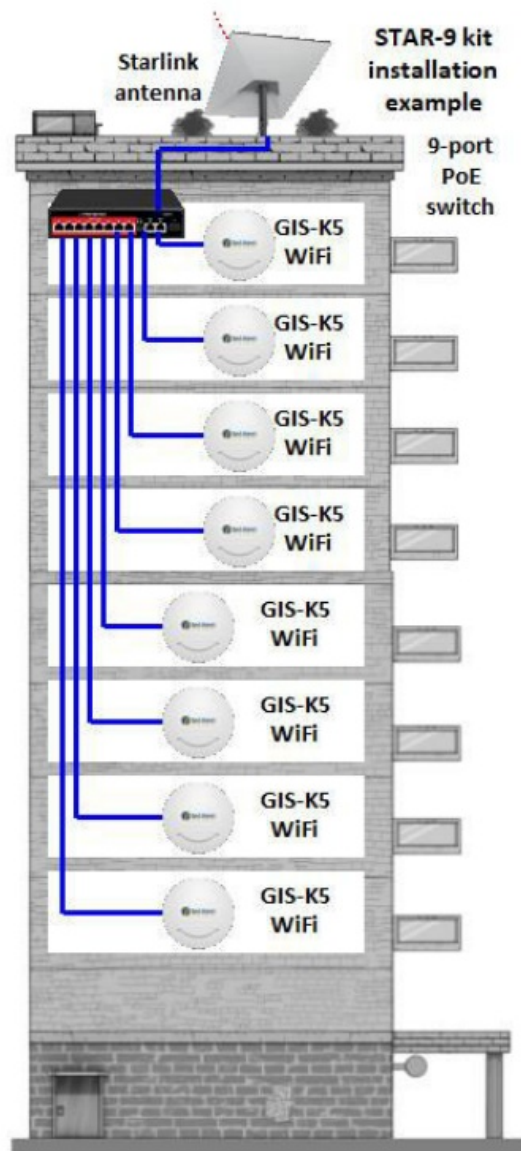 Starlink
antenna
STAR-9 kit
installation
example
9-port
PoE
switch
GIS-K5
WiFi
GIS-K5
WiFi
GIS-K5
WiFi
GIS-K5
WiFi
GIS-K5
WiFi
GIS-K5
WiFi
GIS-K5
WiFi
GIS-K5
WiFi